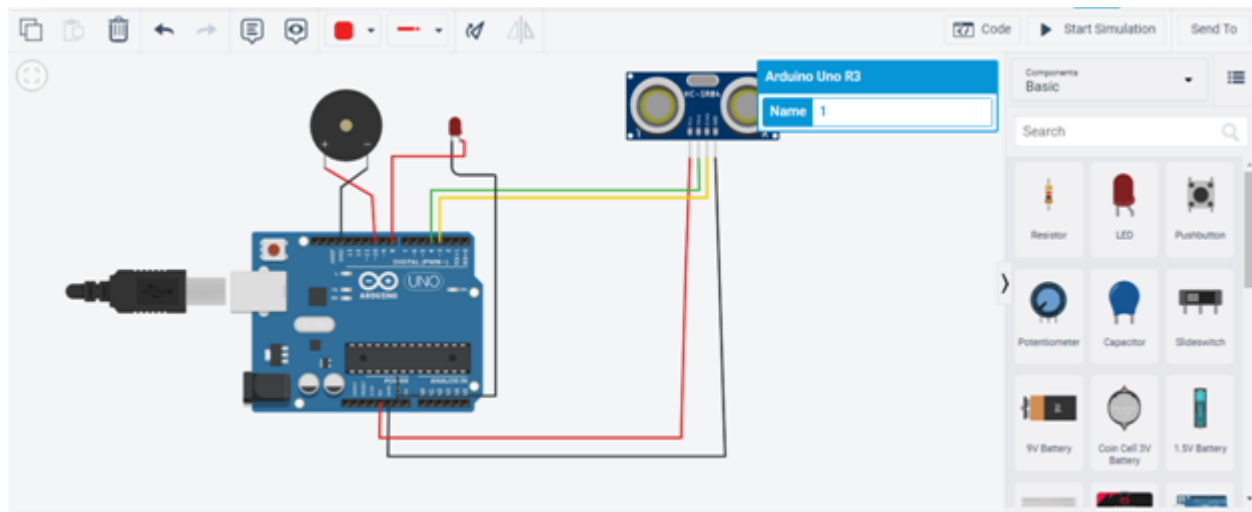 Code
Start Simulation
Send To
Arduino Uno R3
Name 1
Components
Basic
Search
HC-SR04
Resistor
LED
Pushbutton
DIGITAL (PWM~)
UNO
ARDUINO
Potentiometer
Capacitor
Slideswitch
POWER
ANALOG IN
9V Battery
Coin Cell 3V
Battery
1.5V Battery